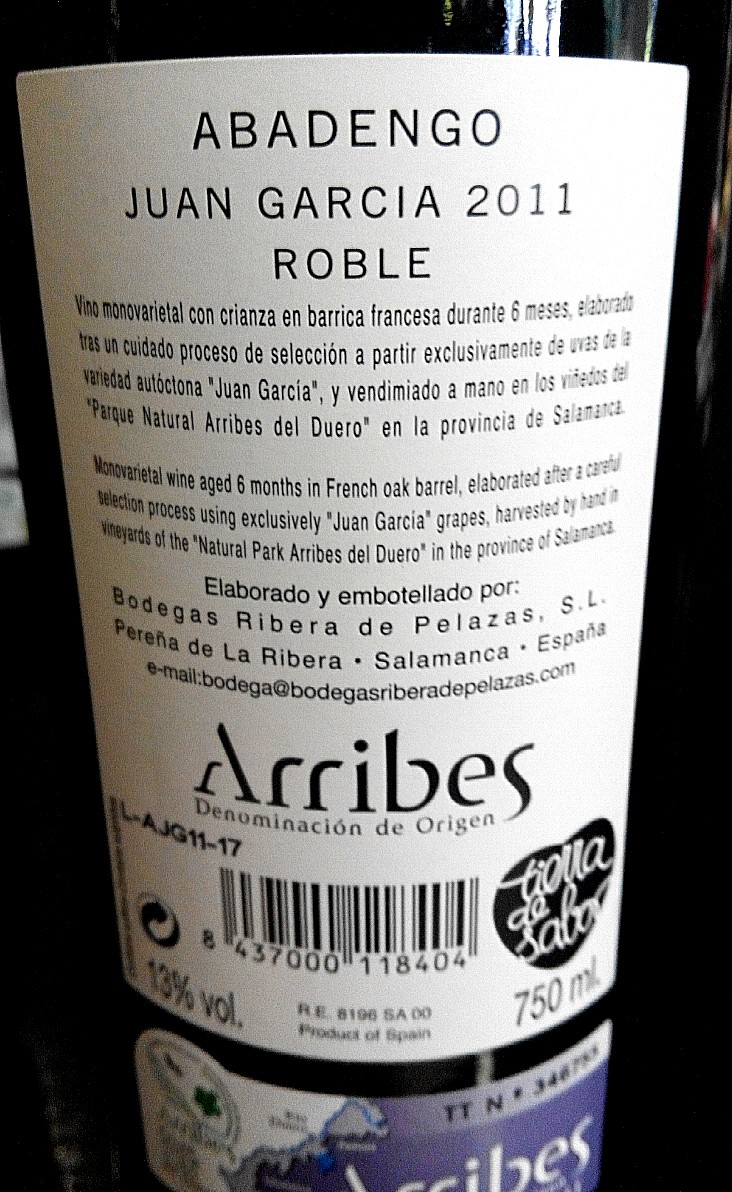 ABADENGO
JUAN GARCIA 2011
ROBLE
Vino monovarietal con crianza en barrica francesa durante 6 meses, elaborado
tras un cuidado proceso de selección a partir exclusivamente de uvas de la
variedad autóctona "Juan García", y vendimiado a mano en los viñedos del
"Parque Natural Arribes del Duero" en la provincia de Salamanca.
Monovarietal wine aged 6 months in French oak barrel, elaborated after a careful
selection process using exclusively "Juan García" grapes, harvested by hand in
vineyards of the "Natural Park Arribes del Duero" in the province of Salamanca.
Elaborado y embotellado por:
Bodegas Ribera de Pelazas, S.L.
Pereña de La Ribera • Salamanca • España
e-mail:bodega@bodegasriberadepelazas.com
Arribes
Denominación de Origen
L-AJG11-17
tierra
de
sabor
8 437000 118404
13% vol.
R.E. 8196 SA 00
Product of Spain
750 ml.
TT Nº
Arribes
Arribes